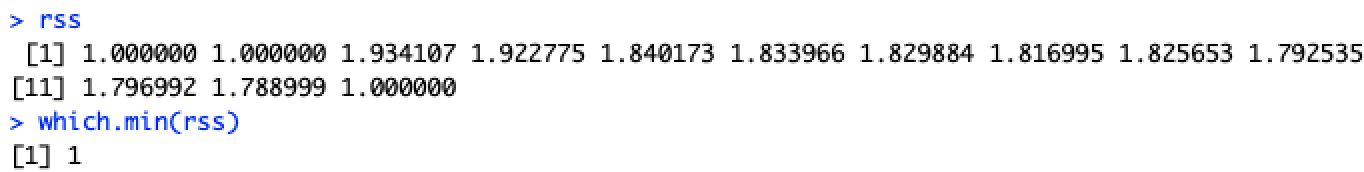 > rss
 [1] 1.000000 1.000000 1.934107 1.922775 1.840173 1.833966 1.829884 1.816995 1.825653 1.792535
[11] 1.796992 1.788999 1.000000
> which.min(rss)
[1] 1